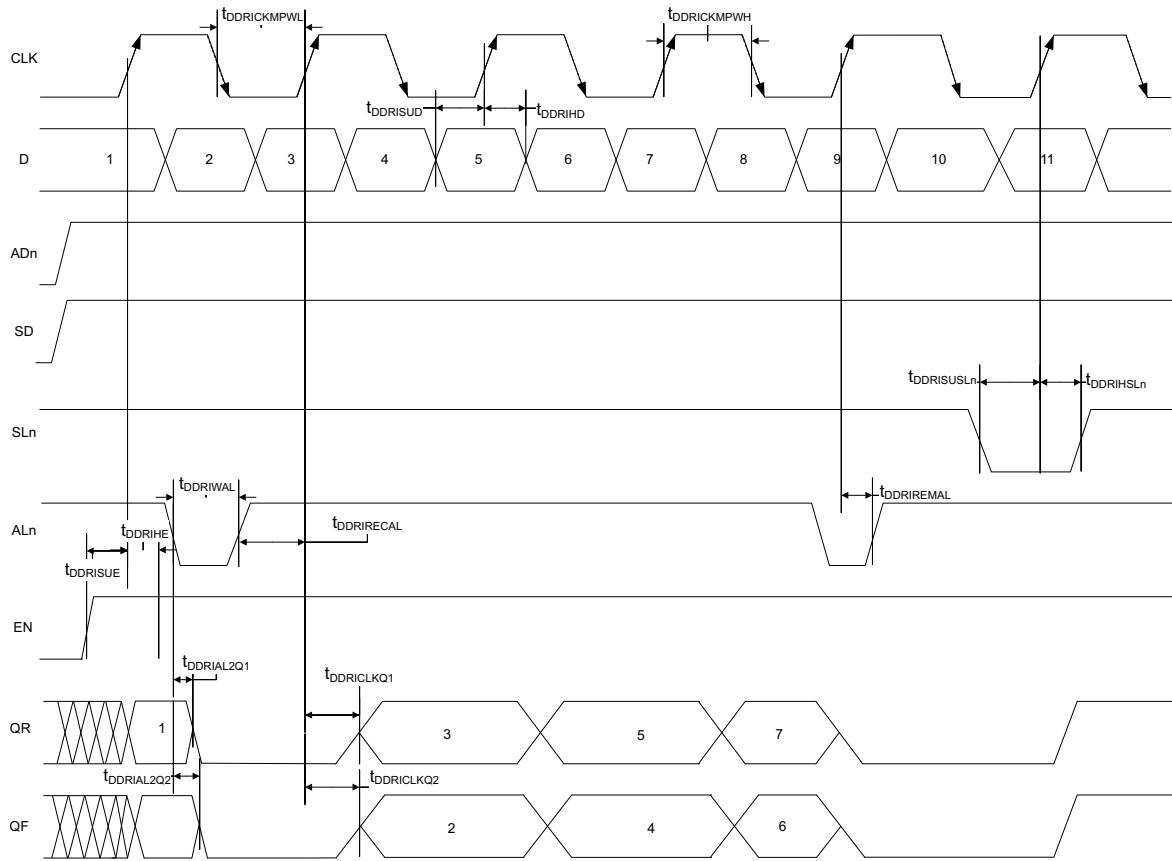 tDDRICKMPWL
tDDRICKMPWH
CLK
tDDRISUD
tDDRIHD
D
1
2
3
4
5
6
7
8
9
10
11
ADn
SD
tDDRISUSLn
tDDRIHSLn
SLn
tDDRIWAL
tDDRIRECAL
tDDRIREMAL
ALn
tDDRIHE
tDDRISUE
EN
tDDRIAL2Q1
tDDRICLKQ1
QR
1
3
5
7
tDDRIAL2Q2
tDDRICLKQ2
QF
2
4
6